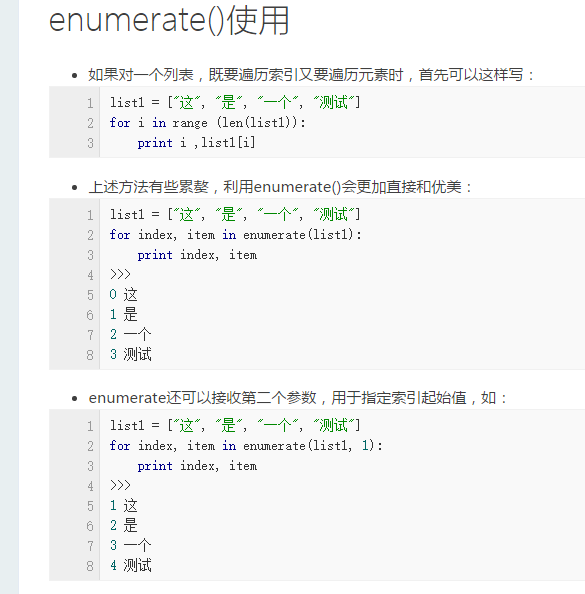 enumerate()使用
如果对一个列表，既要遍历索引又要遍历元素时，首先可以这样写：
1 list1 = ["这", "是", "一个", "测试"]
2 for i in range (len(list1)):
3     print i ,list1[i]
上述方法有些累赘，利用enumerate()会更加直接和优美：
1 list1 = ["这", "是", "一个", "测试"]
2 for index, item in enumerate(list1):
3     print index, item
4 >>>
5 0 这
6 1 是
7 2 一个
8 3 测试
enumerate还可以接收第二个参数，用于指定索引起始值，如：
1 list1 = ["这", "是", "一个", "测试"]
2 for index, item in enumerate(list1, 1):
3     print index, item
4 >>>
5 1 这
6 2 是
7 3 一个
8 4 测试